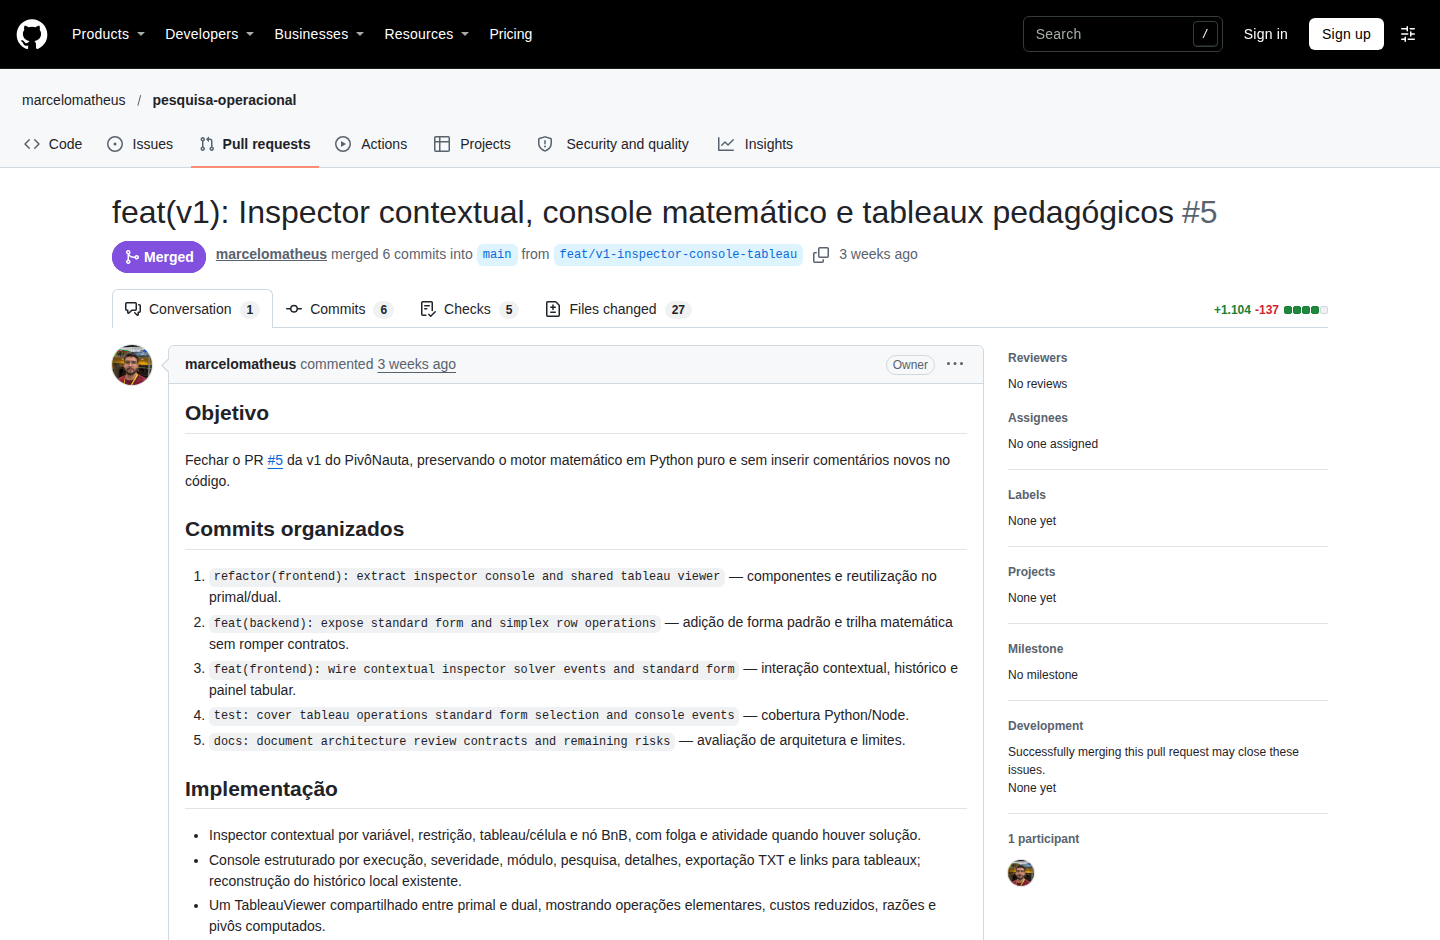 Products Developers Businesses Resources Pricing Search / Sign in Sign up
marcelomatheus / pesquisa-operacional
Code Issues Pull requests Actions Projects Security and quality Insights
feat(v1): Inspector contextual, console matemático e tableaux pedagógicos #5
Merged marcelomatheus merged 6 commits into main from feat/v1-inspector-console-tableau 3 weeks ago
Conversation 1 Commits 6 Checks 5 Files changed 27 +1.104 -137
marcelomatheus commented 3 weeks ago Owner
Objetivo
Fechar o PR #5 da v1 do PivôNauta, preservando o motor matemático em Python puro e sem inserir comentários novos no
código.
Commits organizados
1. refactor(frontend): extract inspector console and shared tableau viewer — componentes e reutilização no
primal/dual.
2. feat(backend): expose standard form and simplex row operations — adição de forma padrão e trilha matemática
sem romper contratos.
3. feat(frontend): wire contextual inspector solver events and standard form — interação contextual, histórico e
painel tabular.
4. test: cover tableau operations standard form selection and console events — cobertura Python/Node.
5. docs: document architecture review contracts and remaining risks — avaliação de arquitetura e limites.
Implementação
• Inspector contextual por variável, restrição, tableau/célula e nó BnB, com folga e atividade quando houver solução.
• Console estruturado por execução, severidade, módulo, pesquisa, detalhes, exportação TXT e links para tableaux;
reconstrução do histórico local existente.
• Um TableauViewer compartilhado entre primal e dual, mostrando operações elementares, custos reduzidos, razões e
pivôs computados.
Reviewers
No reviews
Assignees
No one assigned
Labels
None yet
Projects
None yet
Milestone
No milestone
Development
Successfully merging this pull request may close these
issues.
None yet
1 participant